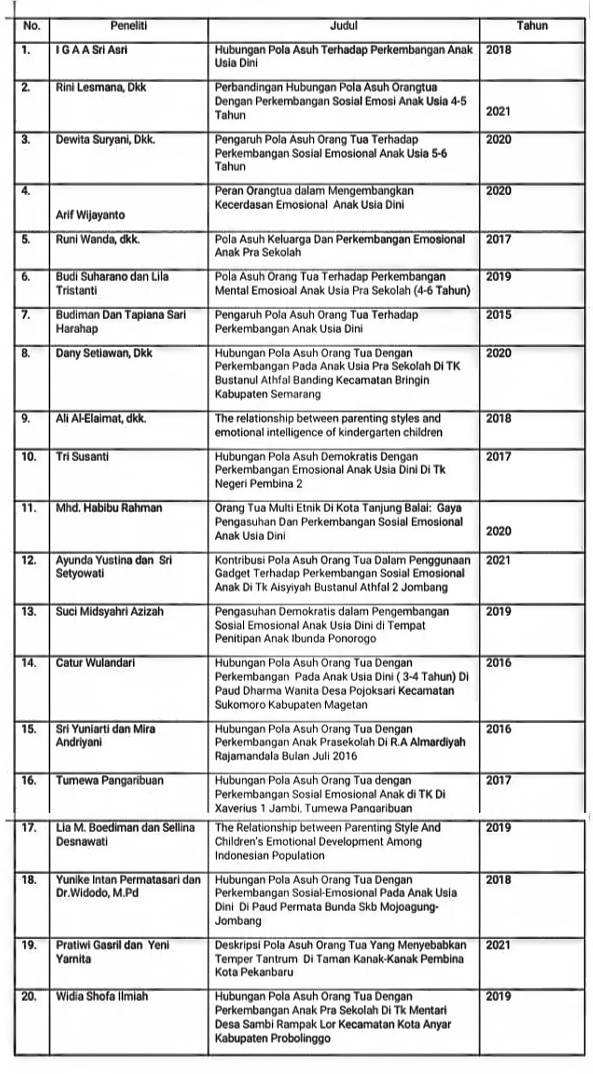 No. Peneliti Judul Tahun
1. I G A A Sri Asri Hubungan Pola Asuh Terhadap Perkembangan Anak 2018
Usia Dini
2. Rini Lesmana, Dkk Perbandingan Hubungan Pola Asuh Orangtua
Dengan Perkembangan Sosial Emosi Anak Usia 4-5
Tahun 2021
3. Dewita Suryani, Dkk. Pengaruh Pola Asuh Orang Tua Terhadap 2020
Perkembangan Sosial Emosional Anak Usia 5-6
Tahun
4. Peran Orangtua dalam Mengembangkan 2020
Kecerdasan Emosional Anak Usia Dini
Arif Wijayanto
5. Runi Wanda, dkk. Pola Asuh Keluarga Dan Perkembangan Emosional 2017
Anak Pra Sekolah
6. Budi Suharano dan Lila Pola Asuh Orang Tua Terhadap Perkembangan 2019
Tristanti Mental Emosioal Anak Usia Pra Sekolah (4-6 Tahun)
7. Budiman Dan Tapiana Sari Pengaruh Pola Asuh Orang Tua Terhadap 2015
Harahap Perkembangan Anak Usia Dini
8. Dany Setiawan, Dkk Hubungan Pola Asuh Orang Tua Dengan 2020
Perkembangan Pada Anak Usia Pra Sekolah Di TK
Bustanul Athfal Banding Kecamatan Bringin
Kabupaten Semarang
9. Ali Al-Elaimat, dkk. The relationship between parenting styles and 2018
emotional intelligence of kindergarten children
10. Tri Susanti Hubungan Pola Asuh Demokratis Dengan 2017
Perkembangan Emosional Anak Usia Dini Di Tk
Negeri Pembina 2
11. Mhd. Habibu Rahman Orang Tua Multi Etnik Di Kota Tanjung Balai: Gaya
Pengasuhan Dan Perkembangan Sosial Emosional
Anak Usia Dini 2020
12. Ayunda Yustina dan Sri Kontribusi Pola Asuh Orang Tua Dalam Penggunaan 2021
Setyowati Gadget Terhadap Perkembangan Sosial Emosional
Anak Di Tk Aisyiyah Bustanul Athfal 2 Jombang
13. Suci Midsyahri Azizah Pengasuhan Demokratis dalam Pengembangan 2019
Sosial Emosional Anak Usia Dini di Tempat
Penitipan Anak Ibunda Ponorogo
14. Catur Wulandari Hubungan Pola Asuh Orang Tua Dengan 2016
Perkembangan Pada Anak Usia Dini ( 3-4 Tahun) Di
Paud Dharma Wanita Desa Pojoksari Kecamatan
Sukomoro Kabupaten Magetan
15. Sri Yuniarti dan Mira Hubungan Pola Asuh Orang Tua Dengan 2016
Andriyani Perkembangan Anak Prasekolah Di R.A Almardiyah
Rajamandala Bulan Juli 2016
16. Tumewa Pangaribuan Hubungan Pola Asuh Orang Tua dengan 2017
Perkembangan Sosial Emosional Anak di TK Di
Xaverius 1 Jambi, Tumewa Pangaribuan
17. Lia M. Boediman dan Sellina The Relationship between Parenting Style And 2019
Desnawati Children's Emotional Development Among
Indonesian Population
18. Yunike Intan Permatasari dan Hubungan Pola Asuh Orang Tua Dengan 2018
Dr.Widodo, M.Pd Perkembangan Sosial-Emosional Pada Anak Usia
Dini Di Paud Permata Bunda Skb Mojoagung-
Jombang
19. Pratiwi Gasril dan Yeni Deskripsi Pola Asuh Orang Tua Yang Menyebabkan 2021
Yarnita Temper Tantrum Di Taman Kanak-Kanak Pembina
Kota Pekanbaru
20. Widia Shofa Ilmiah Hubungan Pola Asuh Orang Tua Dengan 2019
Perkembangan Anak Pra Sekolah Di Tk Mentari
Desa Sambi Rampak Lor Kecamatan Kota Anyar
Kabupaten Probolinggo